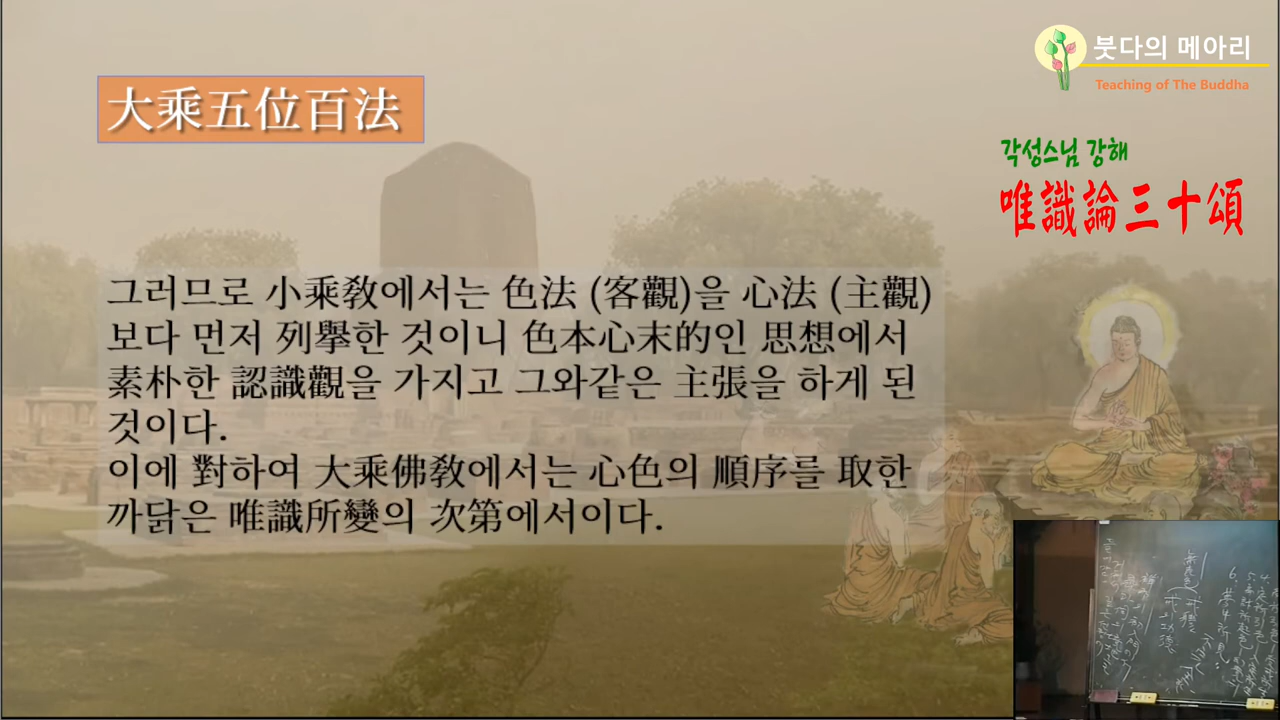 大乘五位百法
붓다의 메아리
Teaching of The Buddha
각성스님 강해
唯識論三十頌
그러므로 小乘敎에서는 色法 (客觀)을 心法 (主觀)
보다 먼저 列擧한 것이니 色本心末的인 思想에서
素朴한 認識觀을 가지고 그와같은 主張을 하게 된
것이다.
이에 對하여 大乘佛敎에서는 心色의 順序를 取한
까닭은 唯識所變의 次第에서이다.